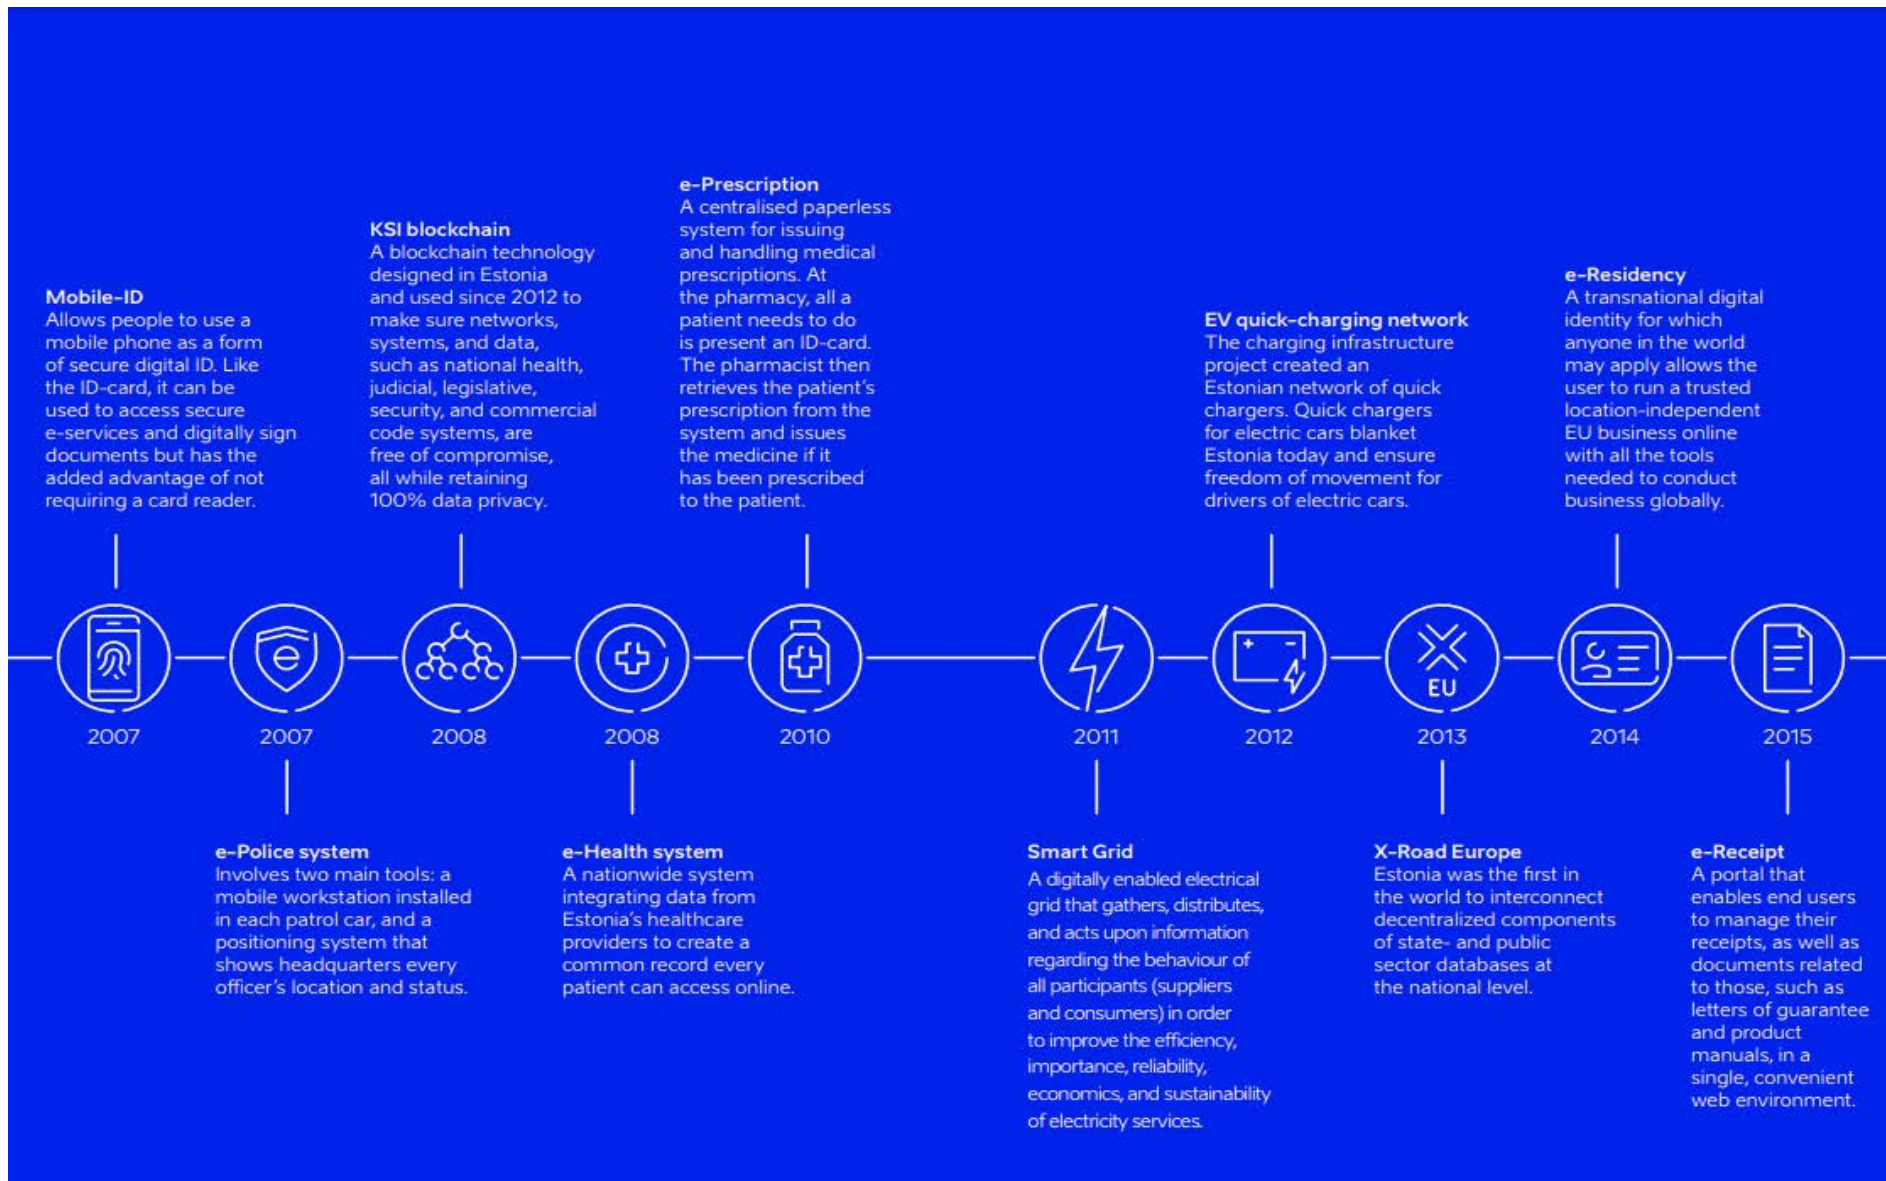 Mobile-ID
Allows people to use a
mobile phone as a form
of secure digital ID. Like
the ID-card, it can be
used to access secure
e-services and digitally sign
documents but has the
added advantage of not
requiring a card reader.
2007
2007
e-Police system
Involves two main tools: a
mobile workstation installed
in each patrol car, and a
positioning system that
shows headquarters every
officer's location and status.
KSI blockchain
A blockchain technology
designed in Estonia
and used since 2012 to
make sure networks,
systems, and data,
such as national health,
judicial, legislative,
security, and commercial
code systems, are
free of compromise,
all while retaining
100% data privacy.
2008
2008
e-Health system
A nationwide system
integrating data from
Estonia's healthcare
providers to create a
common record every
patient can access online.
e-Prescription
A centralised paperless
system for issuing
and handling medical
prescriptions. At
the pharmacy, all a
patient needs to do
is present an ID-card.
The pharmacist then
retrieves the patient's
prescription from the
system and issues
the medicine if it
has been prescribed
to the patient.
2010
2011
Smart Grid
A digitally enabled electrical
grid that gathers, distributes,
and acts upon information
regarding the behaviour of
all participants (suppliers
and consumers) in order
to improve the efficiency,
importance, reliability,
economics, and sustainability
of electricity services.
EV quick-charging network
The charging infrastructure
project created an
Estonian network of quick
chargers. Quick chargers
for electric cars blanket
Estonia today and ensure
freedom of movement for
drivers of electric cars.
2012
EU
2013
X-Road Europe
Estonia was the first in
the world to interconnect
decentralized components
of state- and public
sector databases at
the national level.
e-Residency
A transnational digital
identity for which
anyone in the world
may apply allows the
user to run a trusted
location-independent
EU business online
with all the tools
needed to conduct
business globally.
2014
2015
e-Receipt
A portal that
enables end users
to manage their
receipts, as well as
documents related
to those, such as
letters of guarantee
and product
manuals, in a
single, convenient
web environment.